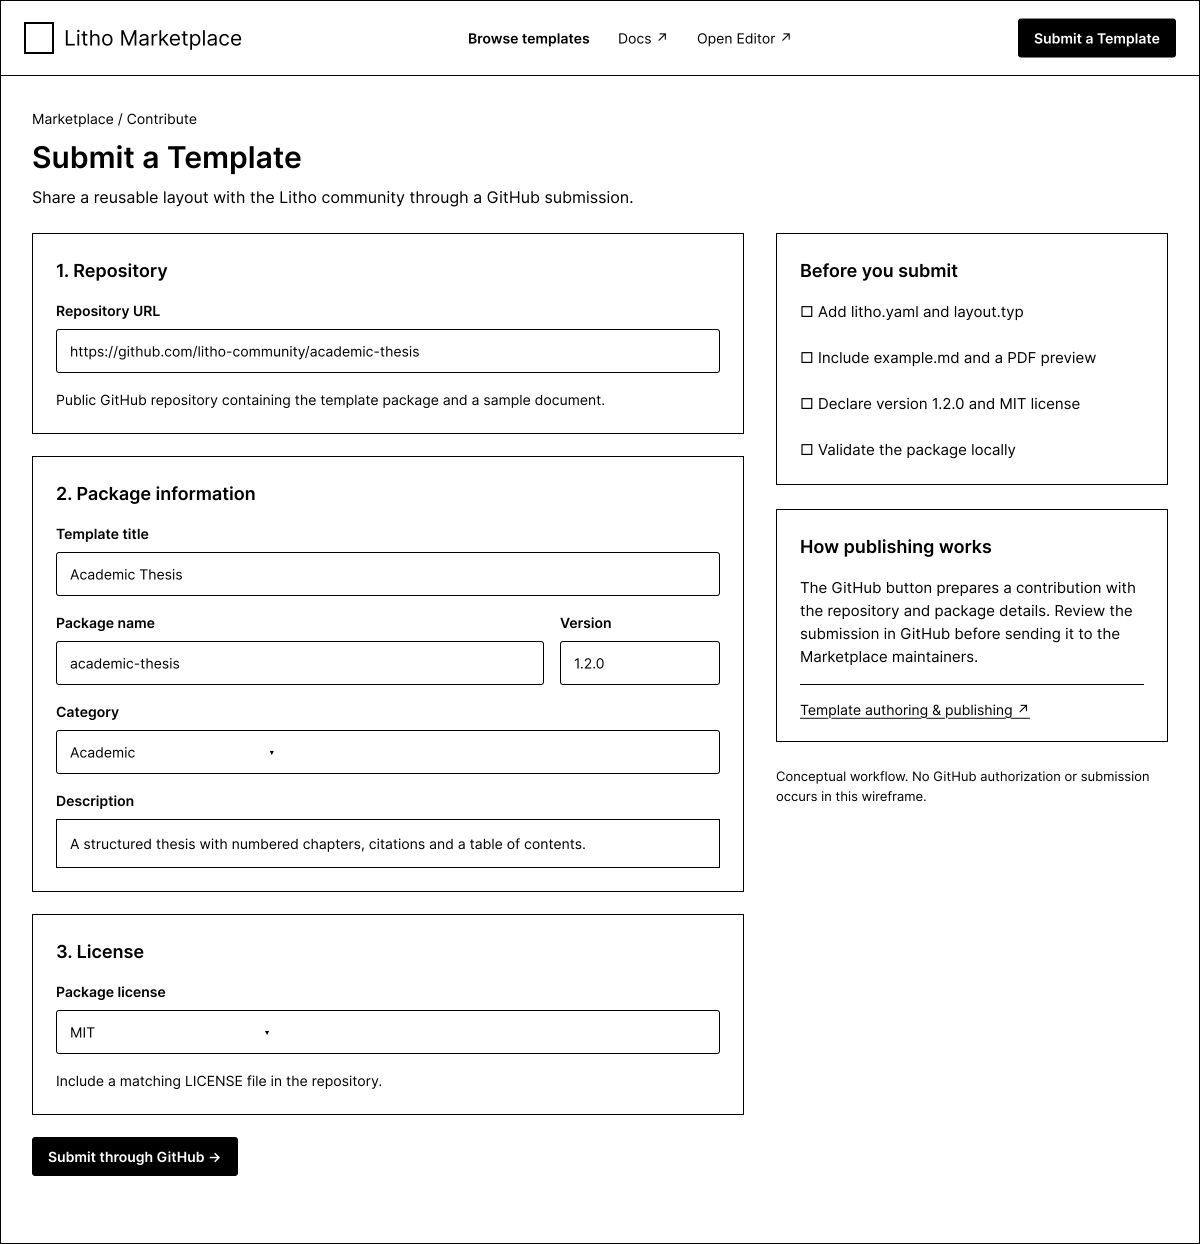 Litho Marketplace
Browse templates
Docs ↗
Open Editor ↗
Submit a Template
Marketplace / Contribute
Submit a Template
Share a reusable layout with the Litho community through a GitHub submission.
1. Repository
Repository URL
https://github.com/litho-community/academic-thesis
Public GitHub repository containing the template package and a sample document.
2. Package information
Template title
Academic Thesis
Package name
academic-thesis
Version
1.2.0
Category
Academic
Description
A structured thesis with numbered chapters, citations and a table of contents.
3. License
Package license
MIT
Include a matching LICENSE file in the repository.
Submit through GitHub →
Before you submit
☐ Add litho.yaml and layout.typ
☐ Include example.md and a PDF preview
☐ Declare version 1.2.0 and MIT license
☐ Validate the package locally
How publishing works
The GitHub button prepares a contribution with
the repository and package details. Review the
submission in GitHub before sending it to the
Marketplace maintainers.
Template authoring & publishing ↗
Conceptual workflow. No GitHub authorization or submission
occurs in this wireframe.